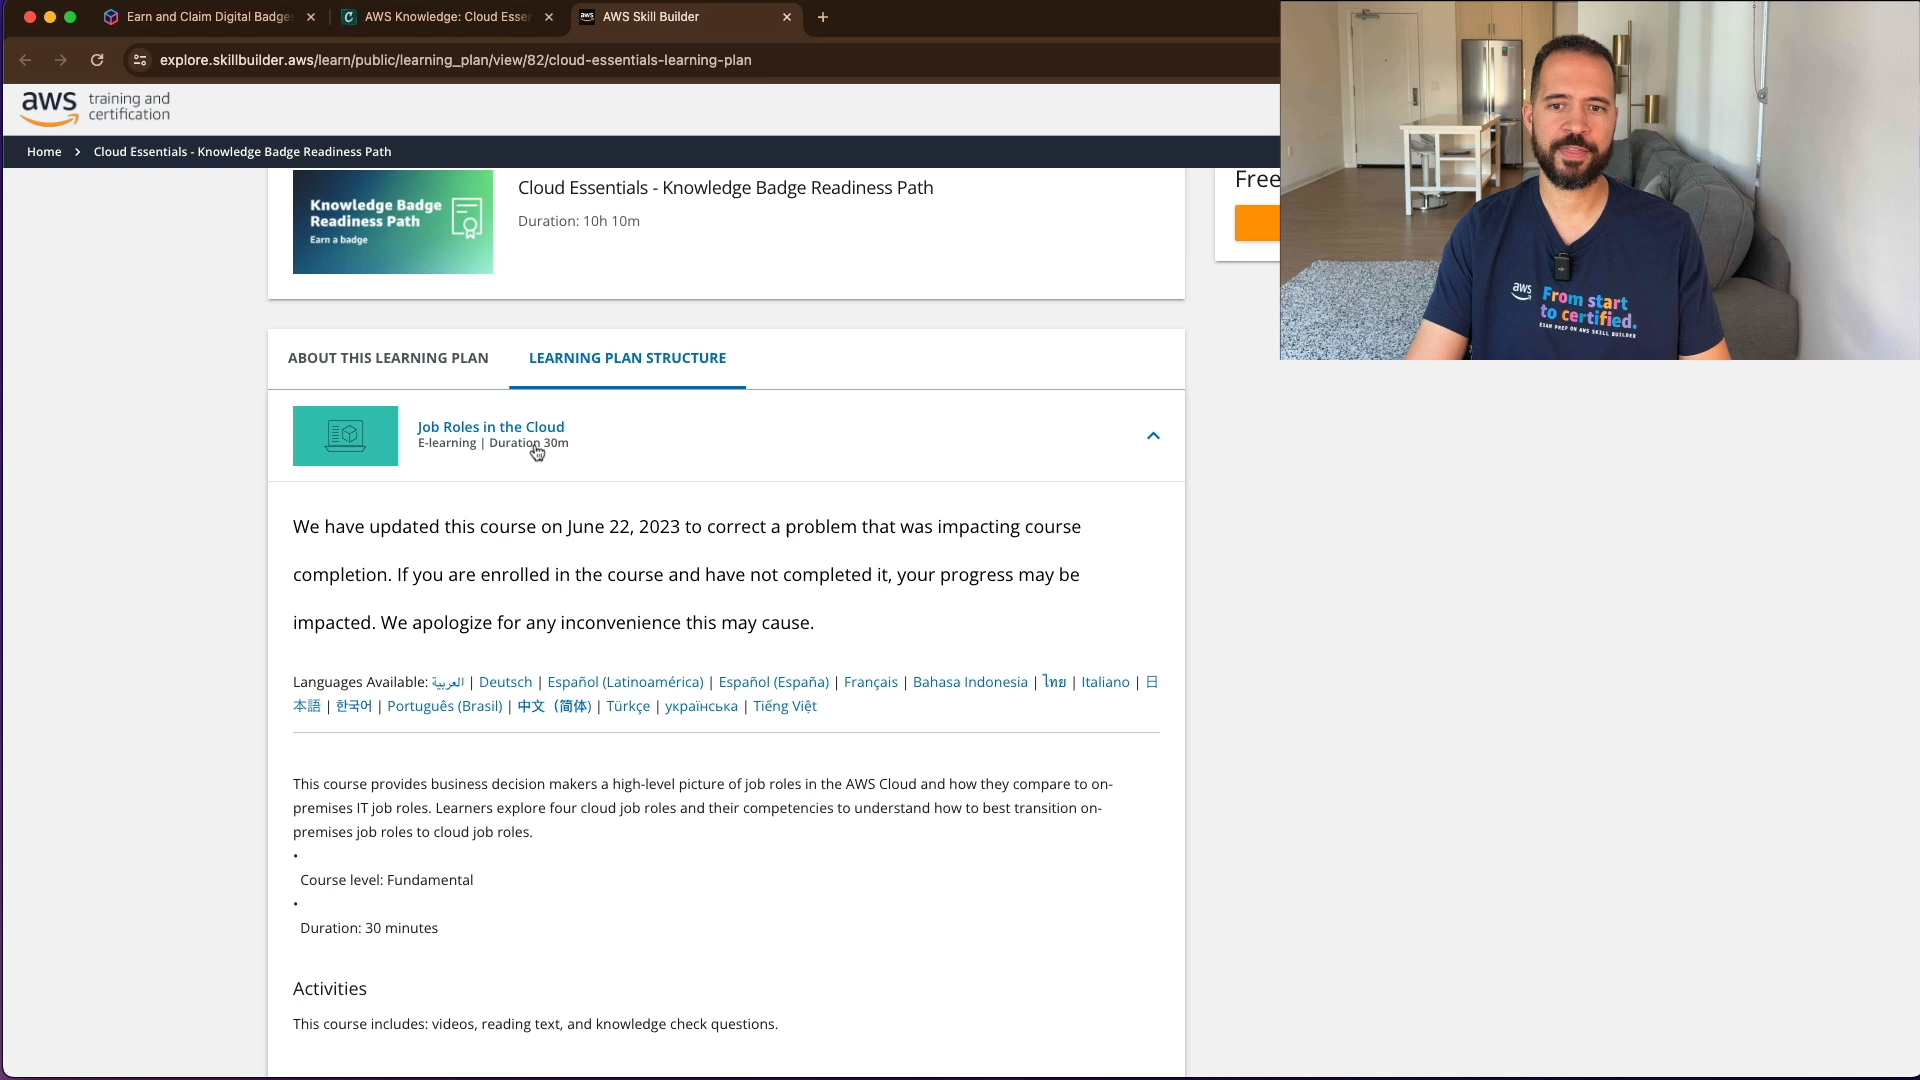 Earn and Claim Digital Badge
AWS Knowledge: Cloud Esse
aws AWS Skill Builder
explore.skillbuilder.aws/learn/public/learning_plan/view/82/cloud-essentials-learning-plan
aws training and
certification
Home > Cloud Essentials - Knowledge Badge Readiness Path
Knowledge Badge
Readiness Path
Earn a badge
Cloud Essentials - Knowledge Badge Readiness Path
Duration: 10h 10m
Free
aws From start
to certified.
EXAM PREP ON AWS SKILL BUILDER
ABOUT THIS LEARNING PLAN LEARNING PLAN STRUCTURE
Job Roles in the Cloud
E-learning | Duration 30m
We have updated this course on June 22, 2023 to correct a problem that was impacting course
completion. If you are enrolled in the course and have not completed it, your progress may be
impacted. We apologize for any inconvenience this may cause.
Languages Available: العربية | Deutsch | Español (Latinoamérica) | Español (España) | Français | Bahasa Indonesia | ไทย | Italiano | 日
本語 | 한국어 | Português (Brasil) | 中文（简体) | Türkçe | українська | Tiếng Việt
This course provides business decision makers a high-level picture of job roles in the AWS Cloud and how they compare to on-
premises IT job roles. Learners explore four cloud job roles and their competencies to understand how to best transition on-
premises job roles to cloud job roles.
•
Course level: Fundamental
•
Duration: 30 minutes
Activities
This course includes: videos, reading text, and knowledge check questions.